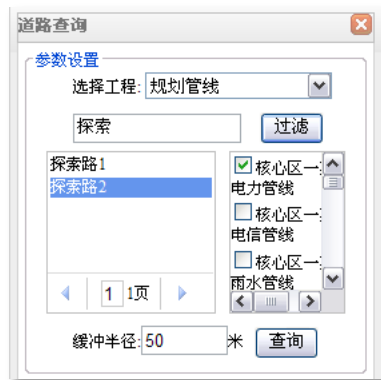 道路查询
参数设置
选择工程: 规划管线
探索 过滤
探索路1
探索路2
核心区一
电力管线
核心区一
电信管线
核心区一
雨水管线
1 1页
缓冲半径: 50 米 查询